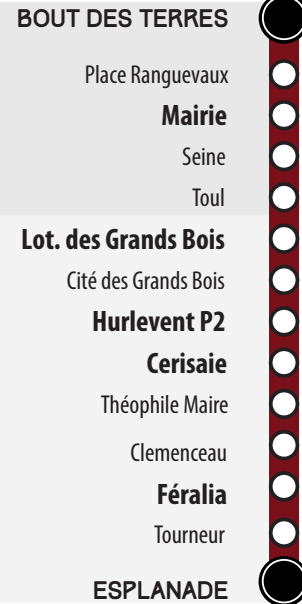 BOUT DES TERRES
Place Ranguevaux
Mairie
Seine
Toul
Lot. des Grands Bois
Cité des Grands Bois
Hurlevent P2
Cerisaie
Théophile Maire
Clemenceau
Féralia
Tourneur
ESPLANADE